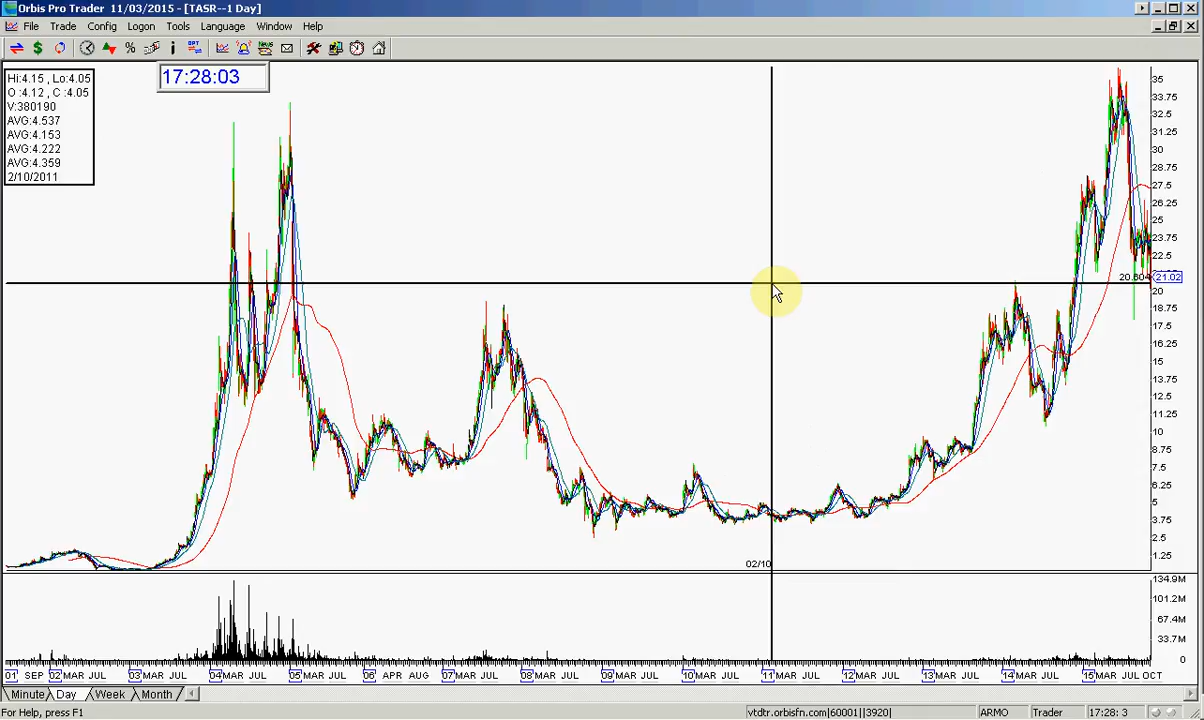 Orbis Pro Trader 11/03/2015 - [TASR--1 Day]
File Trade Config Logon Tools Language Window Help
17:28:03
Hi:4.15 , Lo:4.05
O :4.12 , C :4.05
V:380190
AVG:4.537
AVG:4.153
AVG:4.222
AVG:4.359
2/10/2011
35
33.75
32.5
31.25
30
28.75
27.5
26.25
25
23.75
22.5
20.804
21.02
20
18.75
17.5
16.25
15
13.75
12.5
11.25
10
8.75
7.5
6.25
5
3.75
2.5
1.25
02/10
134.9M
101.2M
67.4M
33.7M
0
01 SEP 02 MAR JUL 03 MAR JUL 04 MAR JUL 05 MAR JUL 06 APR AUG 07 MAR JUL 08 MAR JUL 09 MAR JUL 10 MAR JUL 11 MAR JUL 12 MAR JUL 13 MAR JUL 14 MAR JUL 15 MAR JUL OCT
Minute Day Week Month
For Help, press F1
vtdtr.orbisfn.com|60001||3920|
ARMO
Trader
17:28: 3